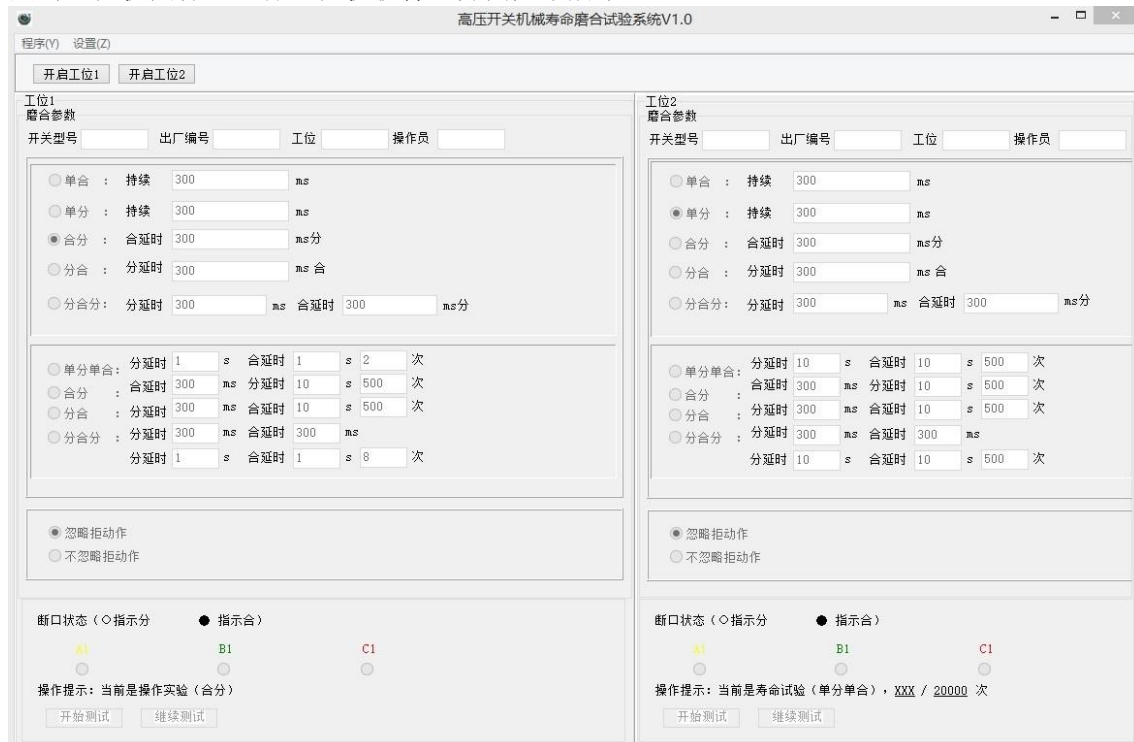 高压开关机械寿命磨合试验系统V1.0
程序(Y) 设置(Z)
开启工位1 开启工位2
工位1
磨合参数
开关型号 出厂编号 工位 操作员
单合 : 持续 300 ms
单分 : 持续 300 ms
合分 : 合延时 300 ms分
分合 : 分延时 300 ms 合
分合分: 分延时 300 ms 合延时 300 ms分
单分单合: 分延时 1 s 合延时 1 s 2 次
合分 : 合延时 300 ms 分延时 10 s 500 次
分合 : 分延时 300 ms 合延时 10 s 500 次
分合分 : 分延时 300 ms 合延时 300 ms
分延时 1 s 合延时 1 s 8 次
忽略拒动作
不忽略拒动作
断口状态(○指示分 ● 指示合)
A1 B1 C1
操作提示: 当前是操作实验(合分)
开始测试 继续测试
工位2
磨合参数
开关型号 出厂编号 工位 操作员
单合 : 持续 300 ms
单分 : 持续 300 ms
合分 : 合延时 300 ms分
分合 : 分延时 300 ms 合
分合分: 分延时 300 ms 合延时 300 ms分
单分单合: 分延时 10 s 合延时 10 s 500 次
合分 : 合延时 300 ms 分延时 10 s 500 次
分合 : 分延时 300 ms 合延时 10 s 500 次
分合分 : 分延时 300 ms 合延时 300 ms
分延时 10 s 合延时 10 s 500 次
忽略拒动作
不忽略拒动作
断口状态(○指示分 ● 指示合)
A1 B1 C1
操作提示: 当前是寿命试验(单分单合), XXX / 20000 次
开始测试 继续测试